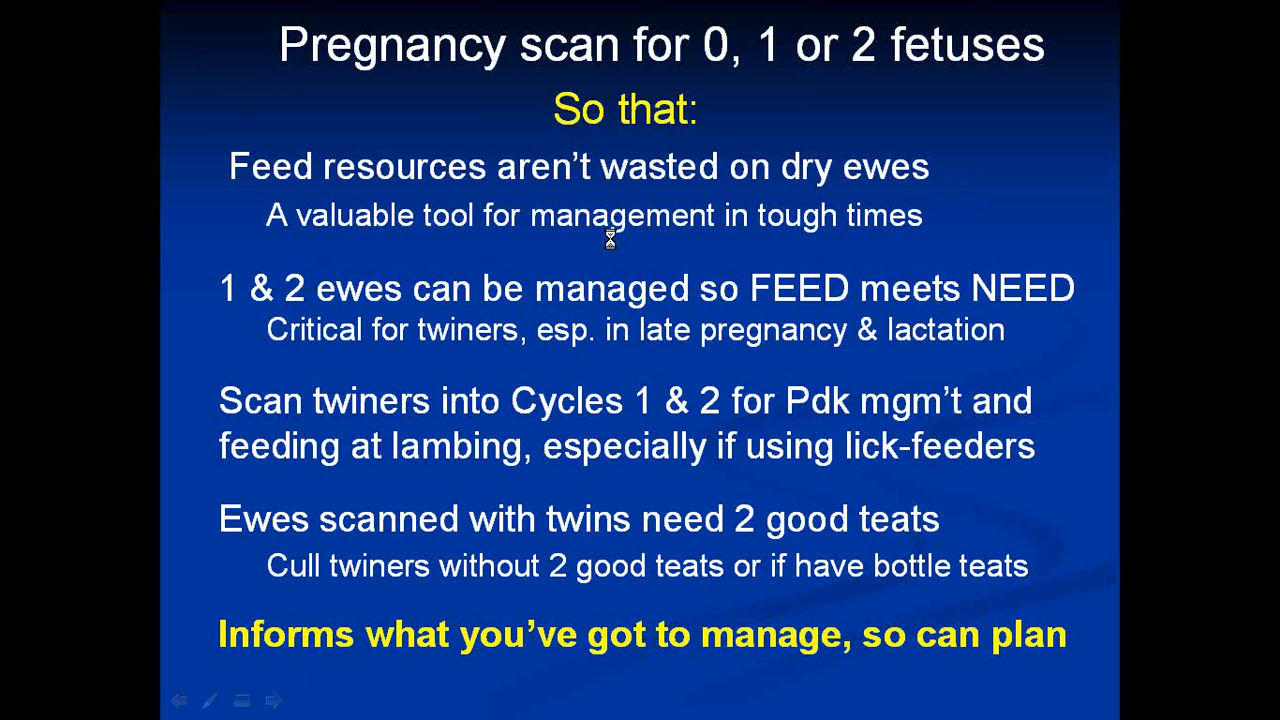 Pregnancy scan for 0, 1 or 2 fetuses
So that:
Feed resources aren’t wasted on dry ewes
A valuable tool for management in tough times
1 & 2 ewes can be managed so FEED meets NEED
Critical for twiners, esp. in late pregnancy & lactation
Scan twiners into Cycles 1 & 2 for Pdk mgm’t and
feeding at lambing, especially if using lick-feeders
Ewes scanned with twins need 2 good teats
Cull twiners without 2 good teats or if have bottle teats
Informs what you’ve got to manage, so can plan